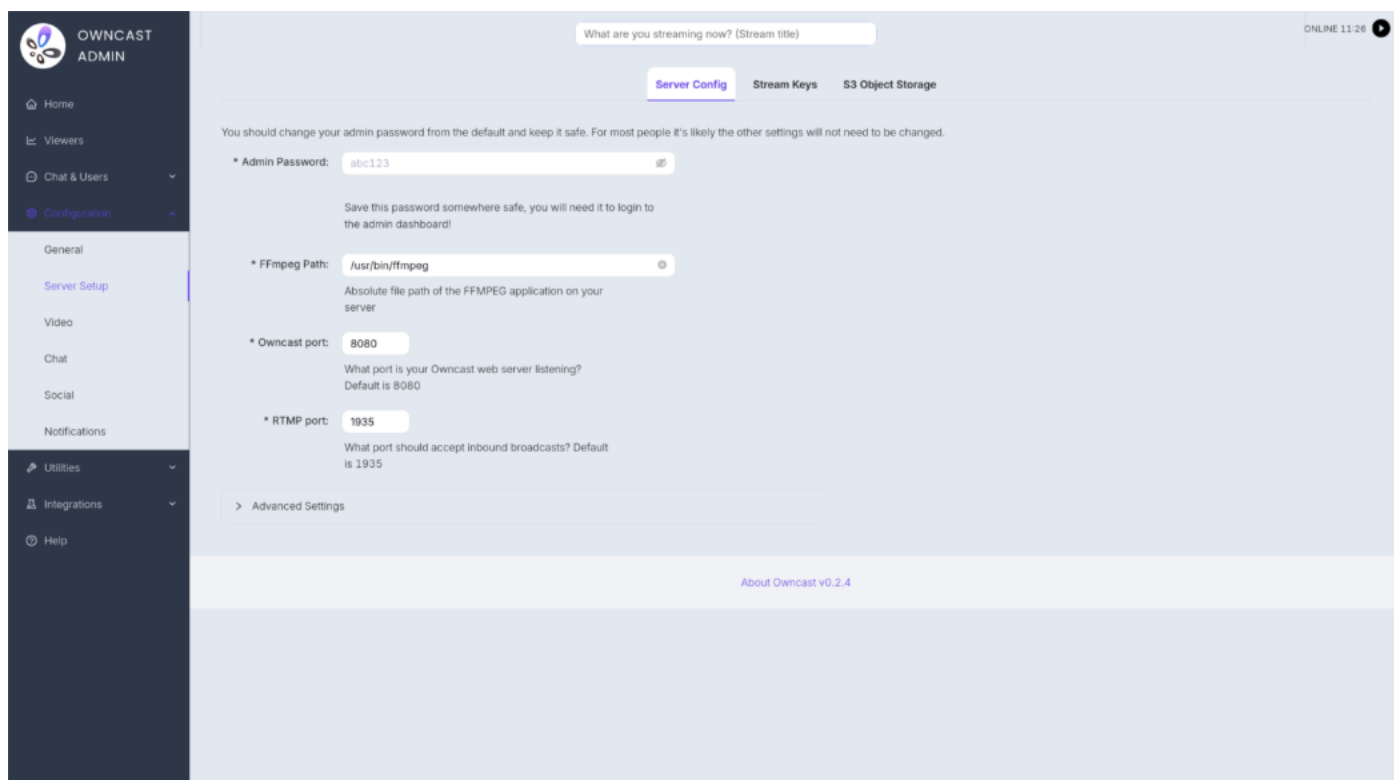 OWNCAST
ADMIN
Home
Viewers
Chat & Users
Configuration
General
Server Setup
Video
Chat
Social
Notifications
Utilities
Integrations
Help
What are you streaming now? (Stream title)
ONLINE 11:26
Server Config Stream Keys S3 Object Storage
You should change your admin password from the default and keep it safe. For most people it's likely the other settings will not need to be changed.
* Admin Password: abc123
Save this password somewhere safe, you will need it to login to
the admin dashboard!
* FFmpeg Path: /usr/bin/ffmpeg
Absolute file path of the FFMPEG application on your
server
* Owncast port: 8080
What port is your Owncast web server listening?
Default is 8080
* RTMP port: 1935
What port should accept inbound broadcasts? Default
is 1935
Advanced Settings
About Owncast v0.2.4